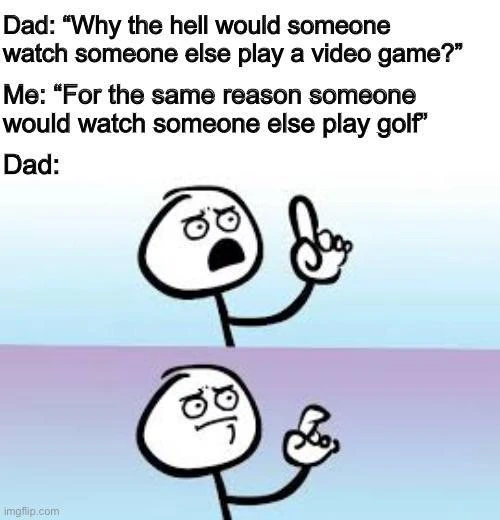 Dad: “Why the hell would someone
watch someone else play a video game?”
Me: “For the same reason someone
would watch someone else play golf”
Dad:
imgflip.com